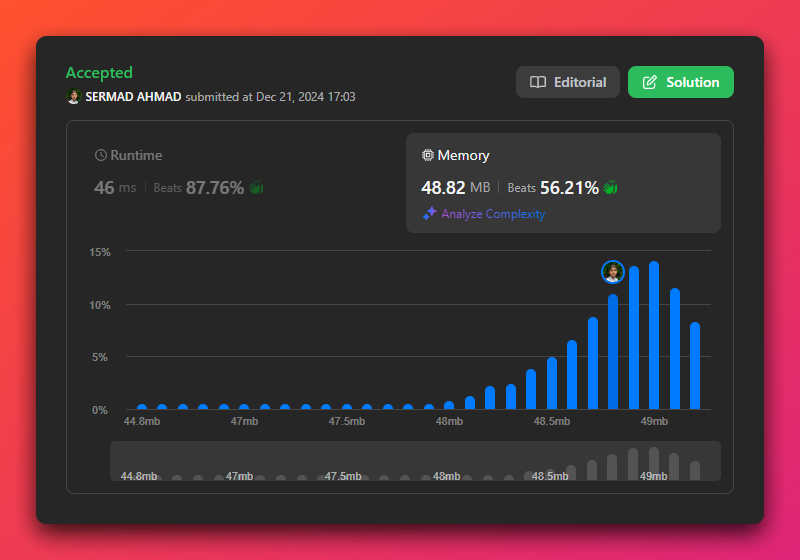 Accepted
SERMAD AHMAD submitted at Dec 21, 2024 17:03
Editorial
Solution
Runtime
46 ms Beats 87.76%
Memory
48.82 MB Beats 56.21%
Analyze Complexity
15%
10%
5%
0%
44.8mb 47mb 47.5mb 48mb 48.5mb 49mb
44.8mb 47mb 47.5mb 48mb 48.5mb 49mb